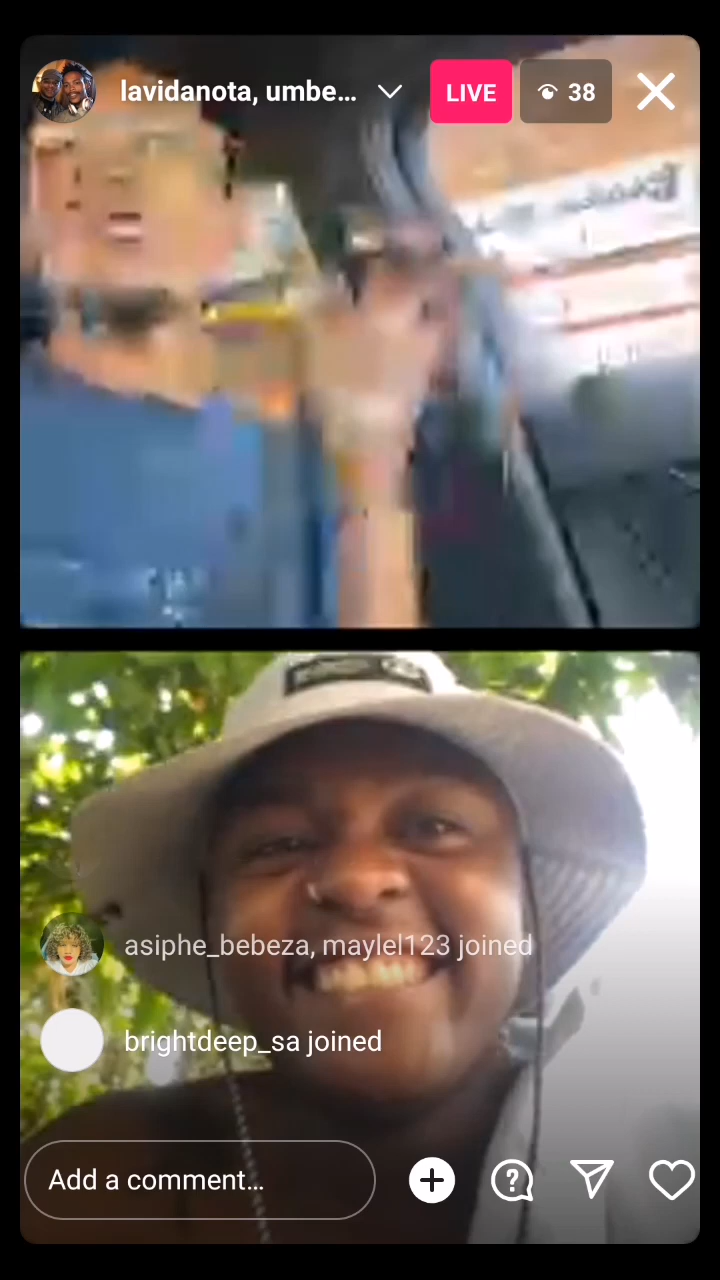 lavidanota, umbe...
LIVE
38
asiphe_bebeza, maylel123 joined
brightdeep_sa joined
Add a comment...